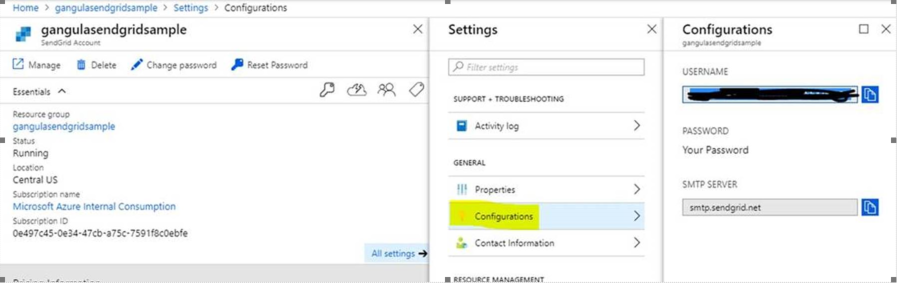 Home > gangulasendgridsample > Settings > Configurations
gangulasendgridsample
SendGrid Account
Manage Delete Change password Reset Password
Essentials
Resource group
gangulasendgridsample
Status
Running
Location
Central US
Subscription name
Microsoft Azure Internal Consumption
Subscription ID
0e497c45-0e34-47cb-a75c-7591f8c0ebfe
All settings
Pricing Information
Settings
Filter settings
SUPPORT + TROUBLESHOOTING
Activity log
GENERAL
Properties
Configurations
Contact Information
RESOURCE MANAGEMENT
Configurations
gangulasendgridsample
USERNAME
PASSWORD
Your Password
SMTP SERVER
smtp.sendgrid.net